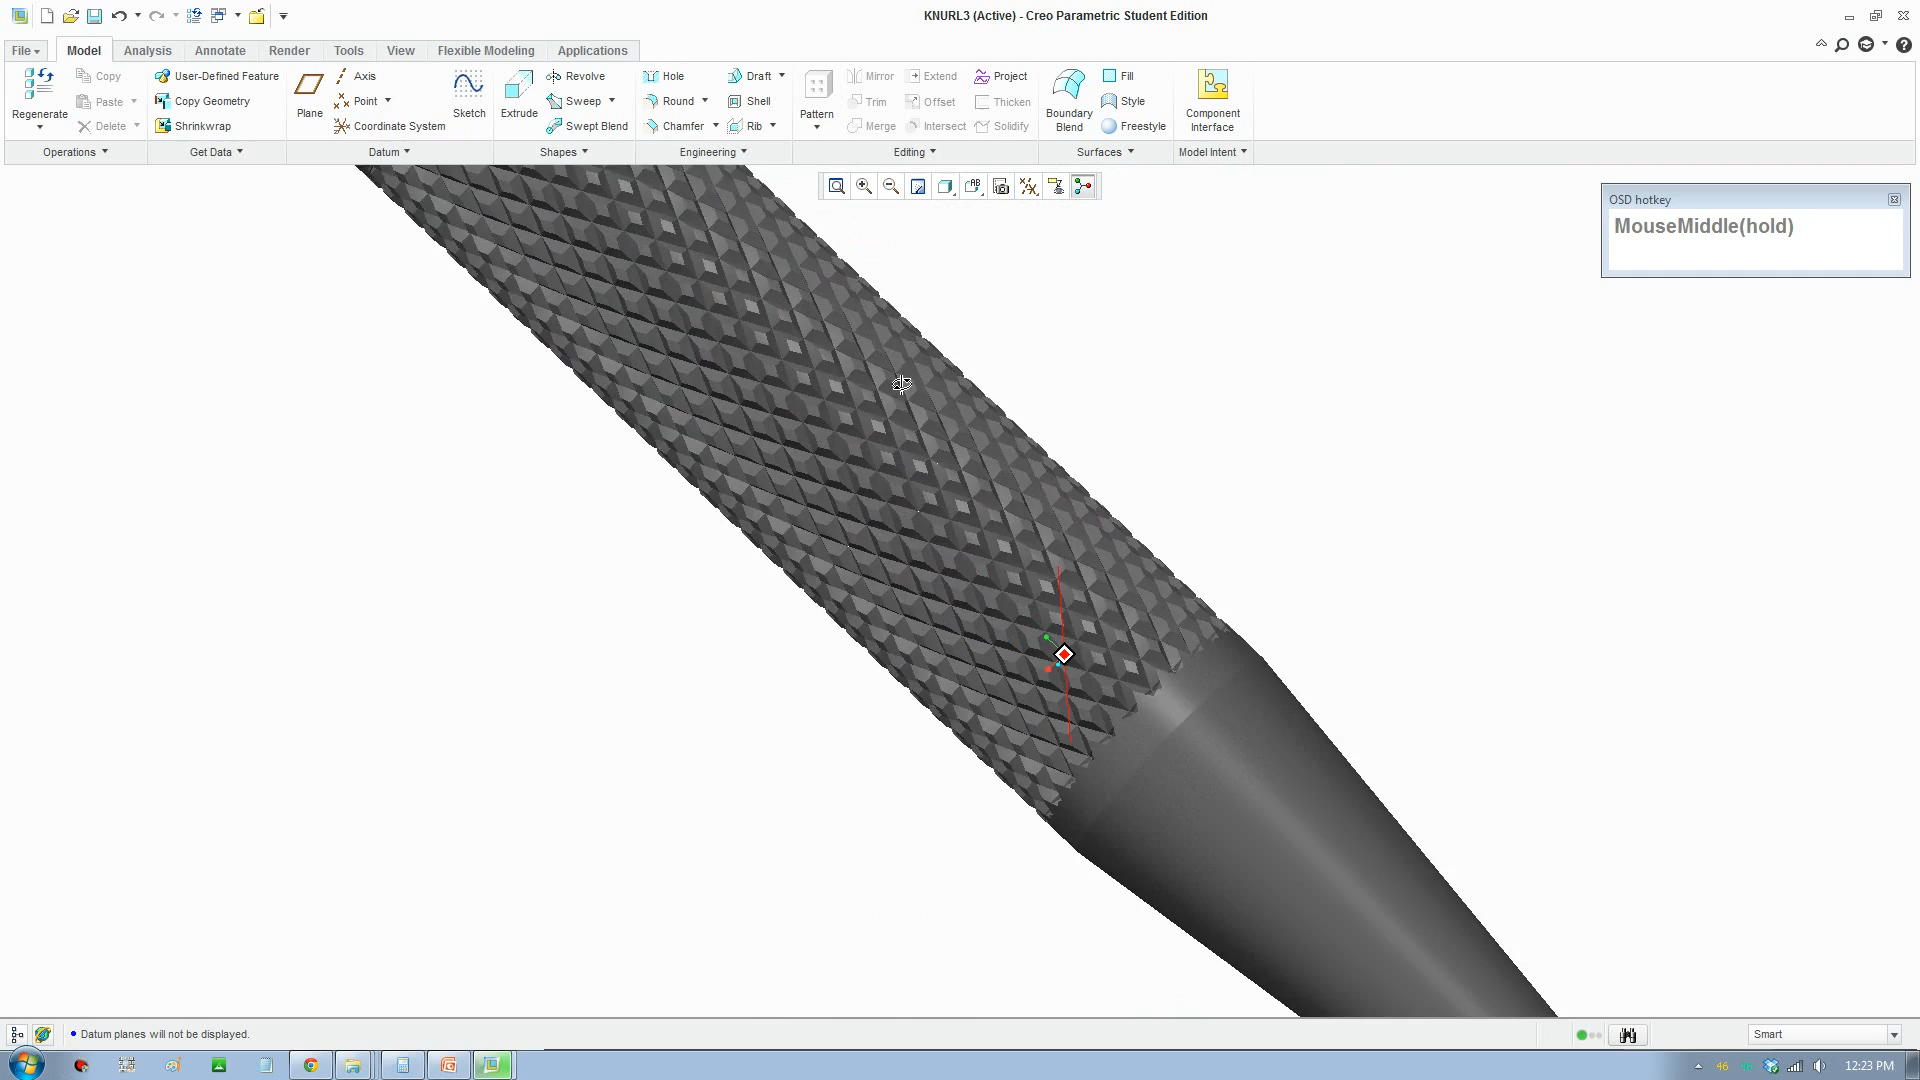 KNURL3 (Active) - Creo Parametric Student Edition
File Model Analysis Annotate Render Tools View Flexible Modeling Applications
Regenerate
Copy
Paste
Delete
Operations
User-Defined Feature
Copy Geometry
Shrinkwrap
Get Data
Plane
Axis
Point
Coordinate System
Sketch
Datum
Extrude
Revolve
Sweep
Swept Blend
Shapes
Hole
Round
Chamfer
Draft
Shell
Rib
Engineering
Pattern
Mirror
Trim
Merge
Extend
Offset
Intersect
Project
Thicken
Solidify
Editing
Boundary
Blend
Fill
Style
Freestyle
Surfaces
Component
Interface
Model Intent
OSD hotkey
MouseMiddle(hold)
Datum planes will not be displayed.
Smart
46
12:23 PM